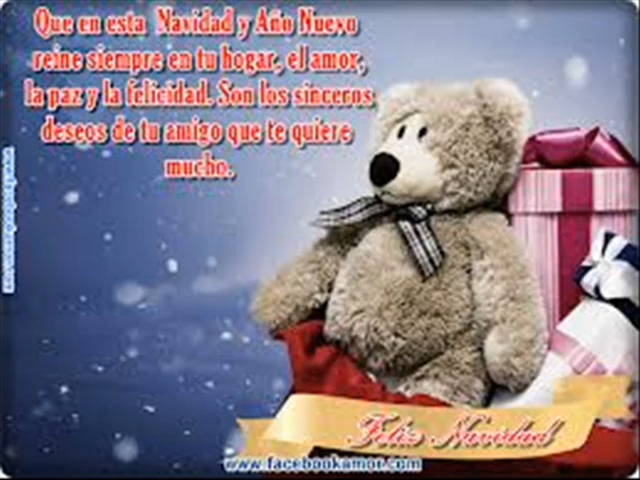 Que en esta Navidad y Año Nuevo
reine siempre en tu hogar, el amor,
la paz y la felicidad. Son los sinceros
deseos de tu amigo que te quiere
mucho.
Feliz Navidad
www.facebookamor.com